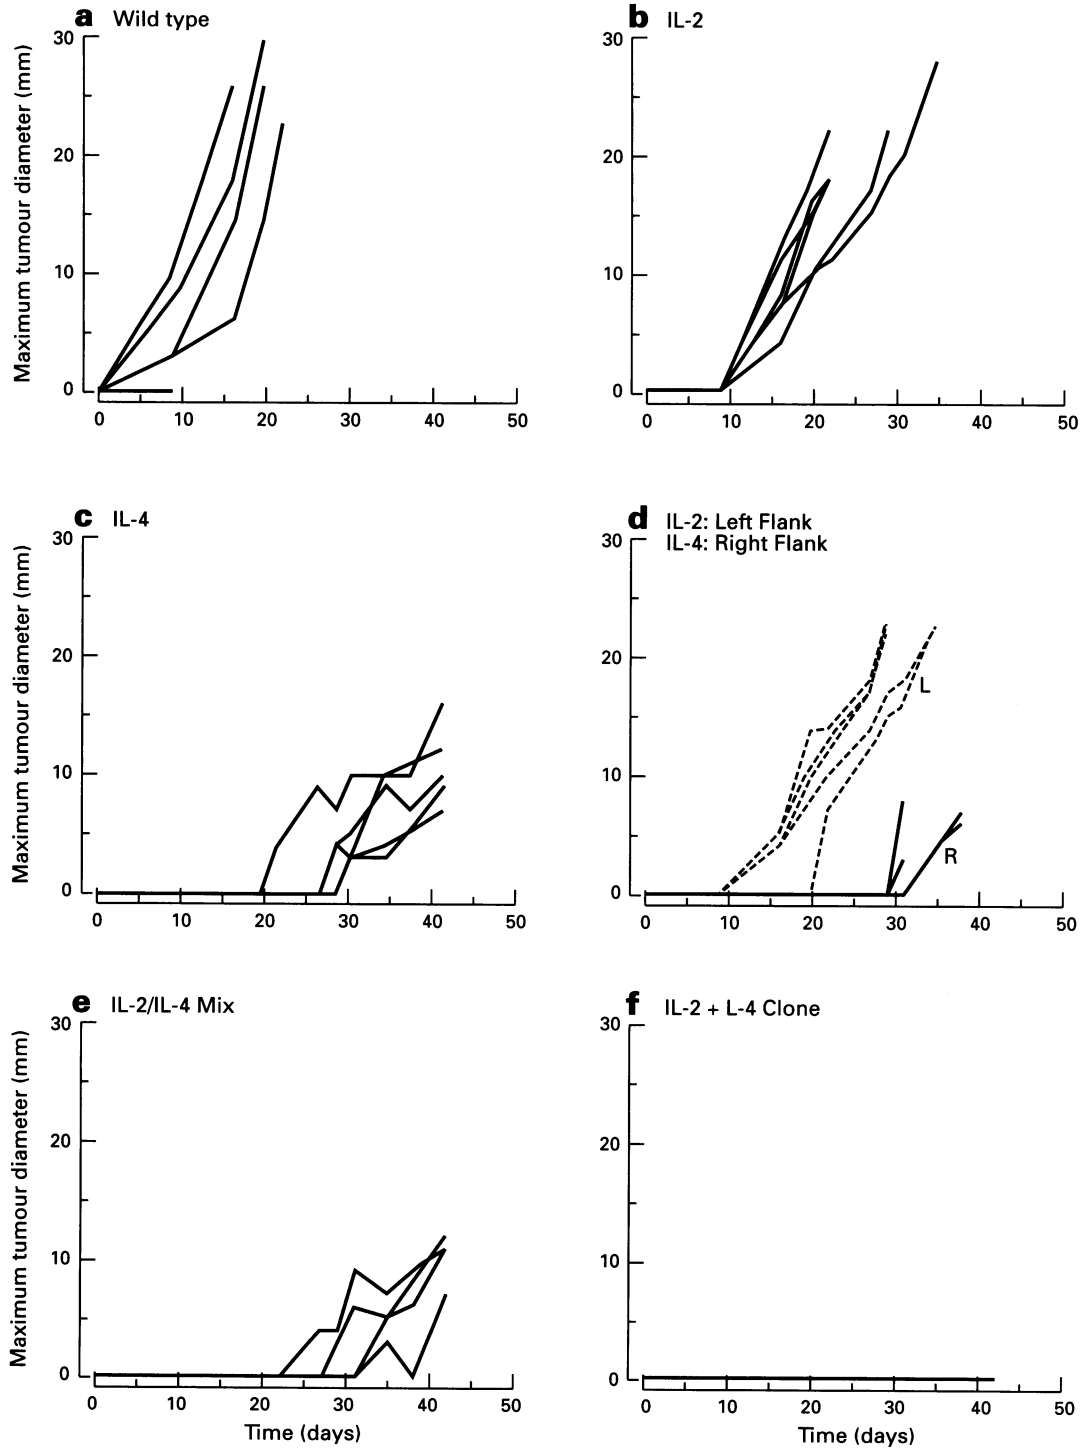 a Wild type
Maximum tumour diameter (mm)
30
20
10
0
0 10 20 30 40 50
b IL-2
30
20
10
0
0 10 20 30 40 50
c IL-4
Maximum tumour diameter (mm)
30
20
10
0
0 10 20 30 40 50
d IL-2: Left Flank
IL-4: Right Flank
30
20
10
0
L
R
0 10 20 30 40 50
e IL-2/IL-4 Mix
Maximum tumour diameter (mm)
30
20
10
0
0 10 20 30 40 50
Time (days)
f IL-2 + L-4 Clone
30
20
10
0
0 10 20 30 40 50
Time (days)